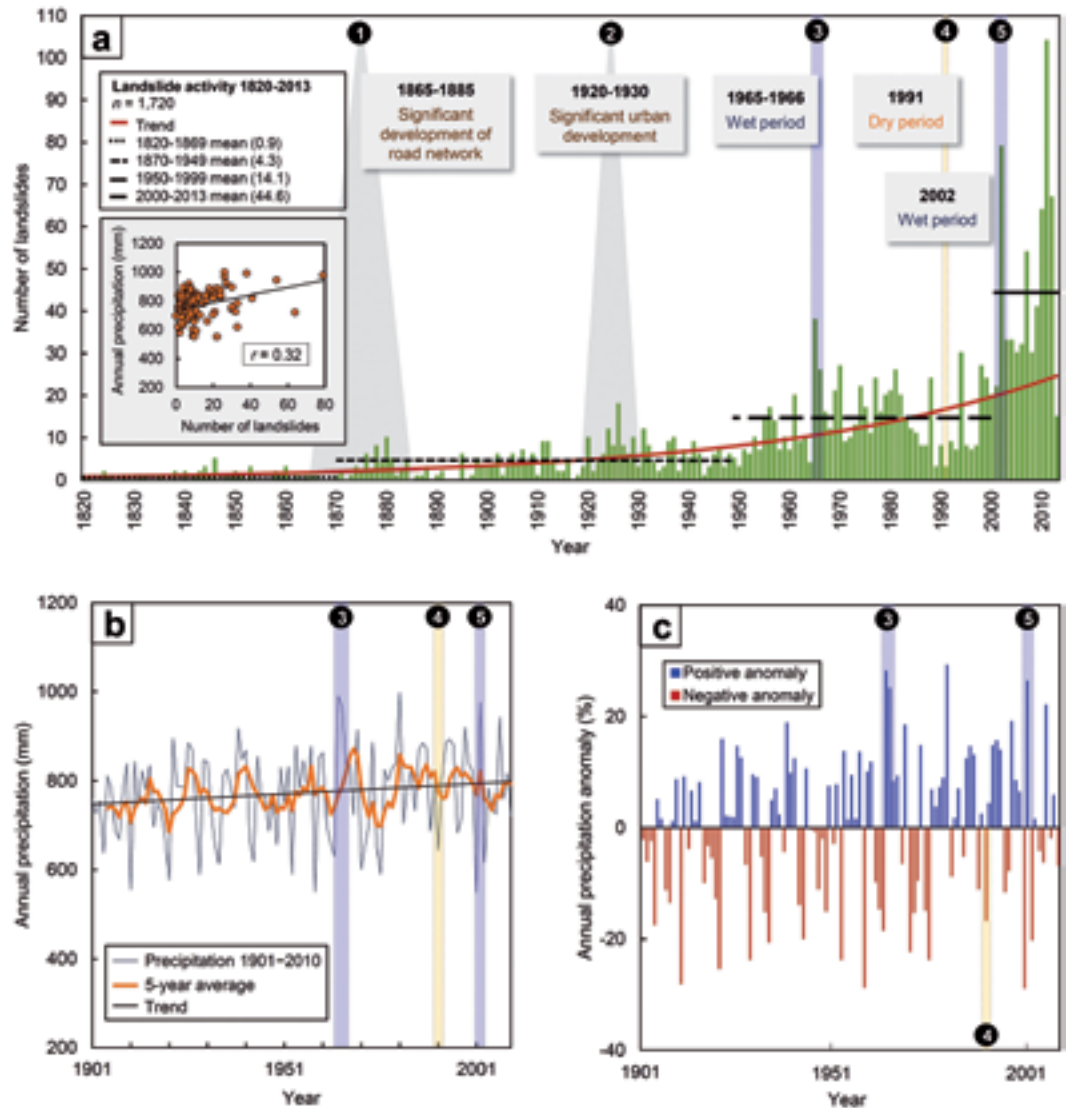 a
110
100
90
80
70
60
50
40
30
20
10
0
Number of landslides
Landslide activity 1820-2013
n = 1,720
Trend
1820-1869 mean (0.9)
1870-1949 mean (4.3)
1950-1999 mean (14.1)
2000-2013 mean (44.6)
1200
1000
800
600
400
200
Annual precipitation (mm)
r = 0.32
0 20 40 60 80
Number of landslides
1
1865-1885
Significant
development of
road network
2
1920-1930
Significant urban
development
3
1965-1966
Wet period
4
1991
Dry period
5
2002
Wet period
1820 1830 1840 1850 1860 1870 1880 1890 1900 1910 1920 1930 1940 1950 1960 1970 1980 1990 2000 2010
Year
b
1200
1000
800
600
400
200
Annual precipitation (mm)
3 4 5
Precipitation 1901–2010
5-year average
Trend
1901 1951 2001
Year
c
40
20
0
-20
-40
Annual precipitation anomaly (%)
3 5
Positive anomaly
Negative anomaly
4
1901 1951 2001
Year